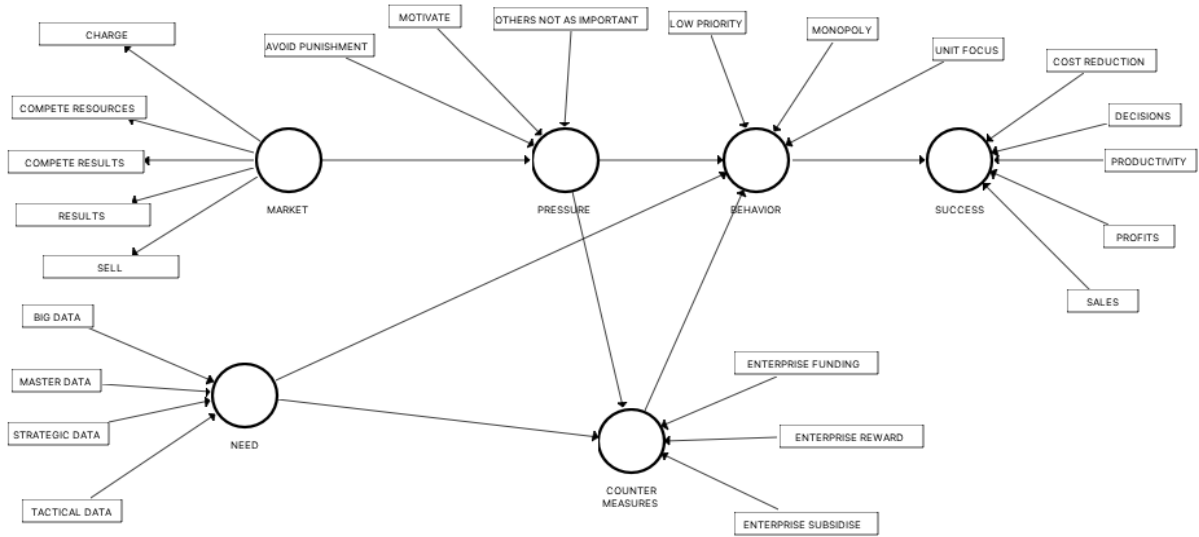 MOTIVATE
OTHERS NOT AS IMPORTANT
LOW PRIORITY
MONOPOLY
CHARGE
AVOID PUNISHMENT
UNIT FOCUS
COST REDUCTION
COMPETE RESOURCES
DECISIONS
COMPETE RESULTS
PRODUCTIVITY
MARKET
PRESSURE
BEHAVIOR
SUCCESS
RESULTS
PROFITS
SELL
SALES
BIG DATA
MASTER DATA
ENTERPRISE FUNDING
STRATEGIC DATA
NEED
ENTERPRISE REWARD
COUNTER
MEASURES
TACTICAL DATA
ENTERPRISE SUBSIDISE